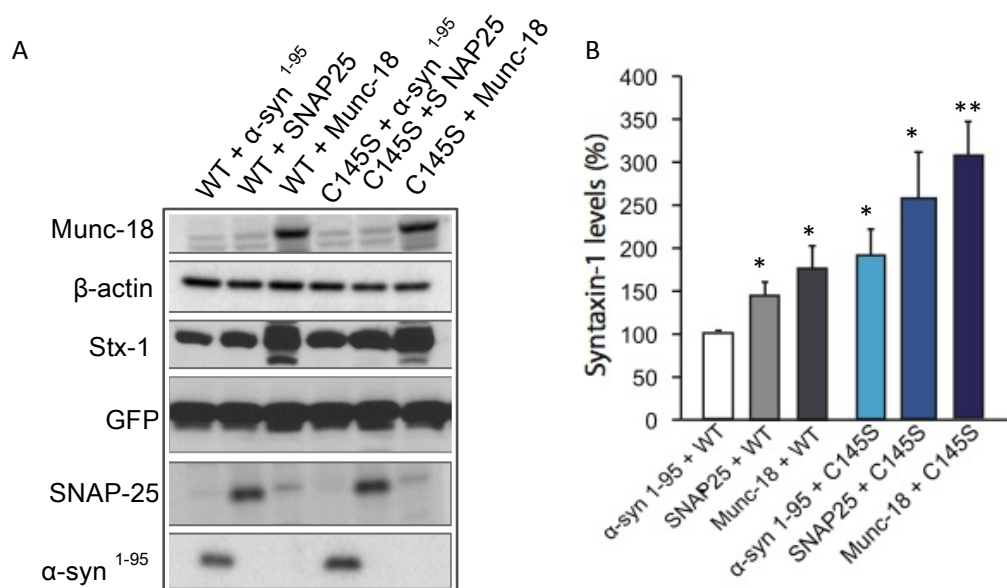 A
WT + α-syn 1-95
WT + SNAP25
WT + Munc-18
C145S + α-syn 1-95
C145S +S NAP25
C145S + Munc-18
Munc-18
β-actin
Stx-1
GFP
SNAP-25
α-syn 1-95
B
Syntaxin-1 levels (%)
400
350
300
250
200
150
100
50
0
*
*
*
*
**
α-syn 1-95 + WT
SNAP25 + WT
Munc-18 + WT
α-syn 1-95 + C145S
SNAP25 + C145S
Munc-18 + C145S